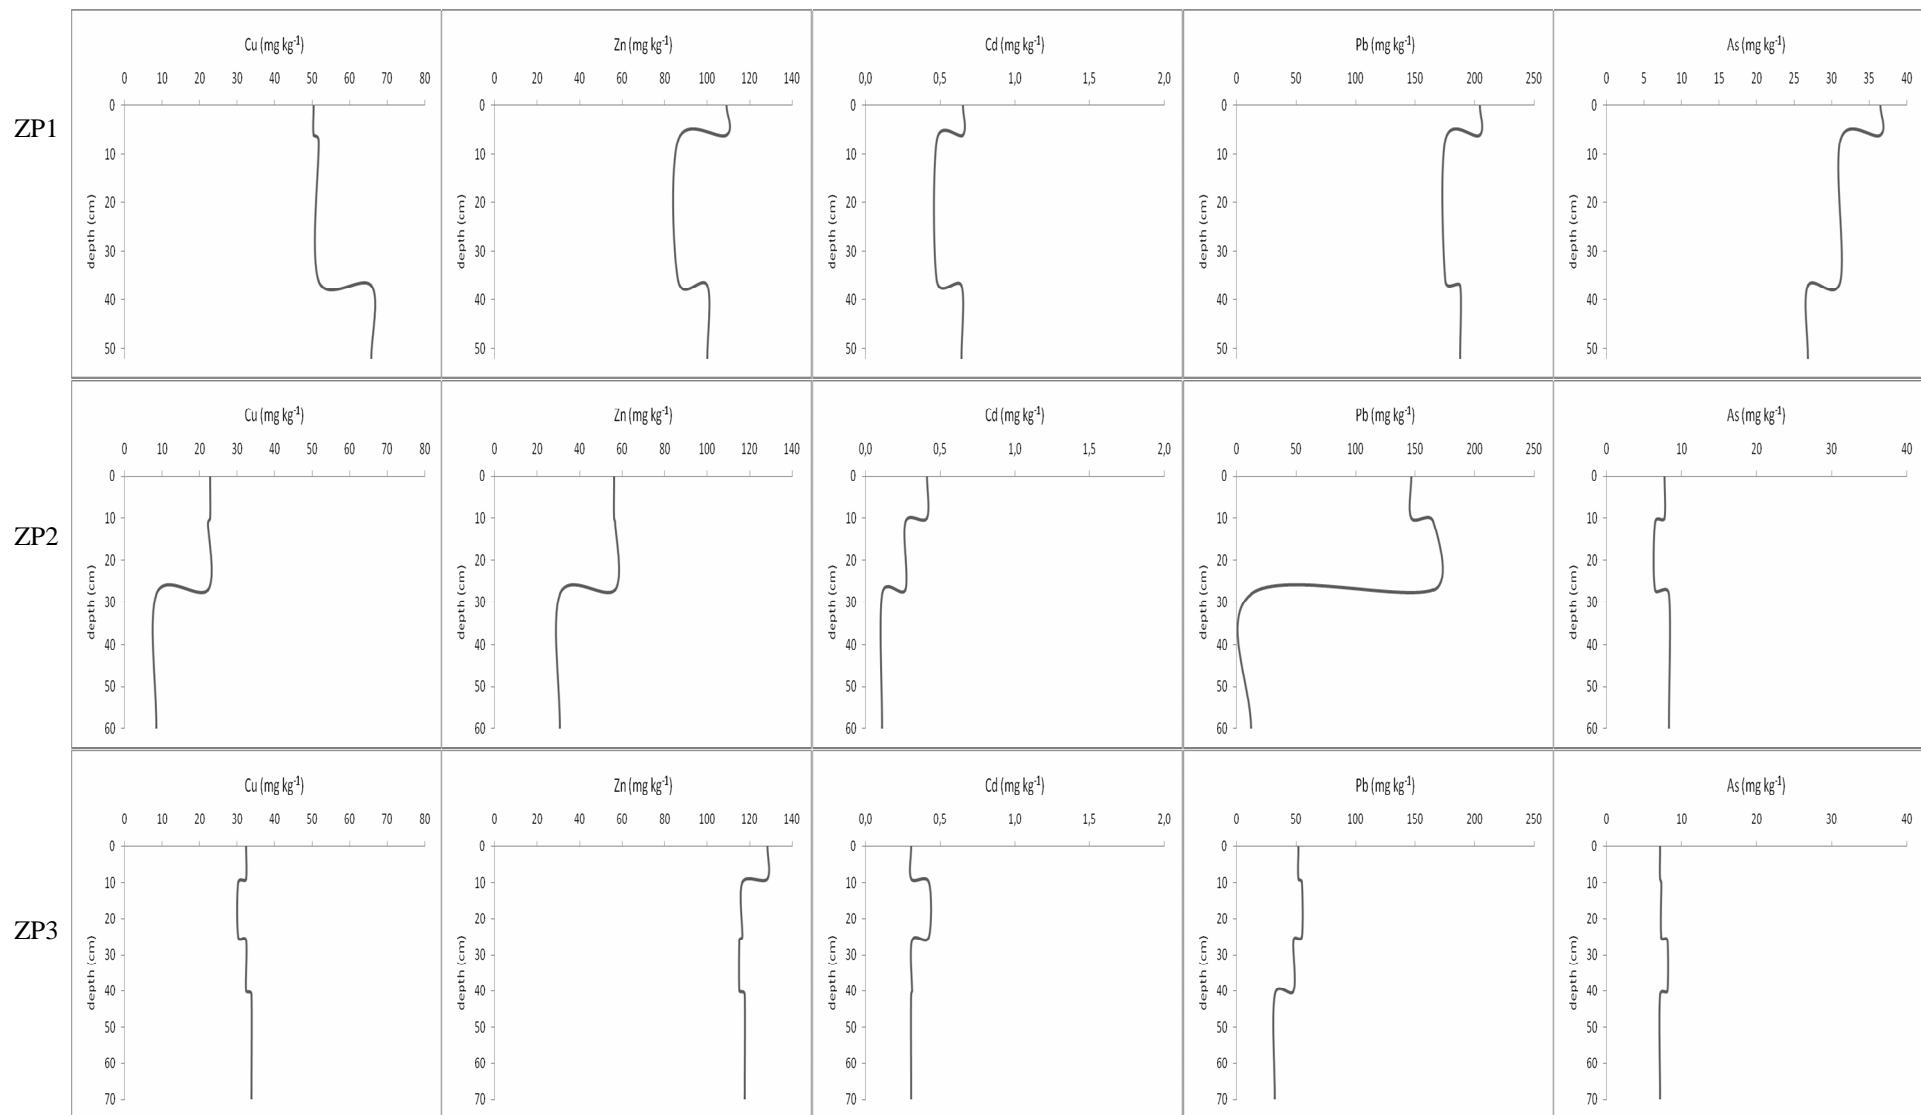 Cu (mg kg⁻¹) Zn (mg kg⁻¹) Cd (mg kg⁻¹) Pb (mg kg⁻¹) As (mg kg⁻¹)
0 10 20 30 40 50 60 70 80 0 20 40 60 80 100 120 140 0,0 0,5 1,0 1,5 2,0 0 50 100 150 200 250 0 5 10 15 20 25 30 35 40
ZP1
depth (cm) depth (cm) depth (cm) depth (cm) depth (cm)
0 0 0 0 0
10 10 10 10 10
20 20 20 20 20
30 30 30 30 30
40 40 40 40 40
50 50 50 50 50
Cu (mg kg⁻¹) Zn (mg kg⁻¹) Cd (mg kg⁻¹) Pb (mg kg⁻¹) As (mg kg⁻¹)
0 10 20 30 40 50 60 70 80 0 20 40 60 80 100 120 140 0,0 0,5 1,0 1,5 2,0 0 50 100 150 200 250 0 10 20 30 40
ZP2
depth (cm) depth (cm) depth (cm) depth (cm) depth (cm)
0 0 0 0 0
10 10 10 10 10
20 20 20 20 20
30 30 30 30 30
40 40 40 40 40
50 50 50 50 50
60 60 60 60 60
Cu (mg kg⁻¹) Zn (mg kg⁻¹) Cd (mg kg⁻¹) Pb (mg kg⁻¹) As (mg kg⁻¹)
0 10 20 30 40 50 60 70 80 0 20 40 60 80 100 120 140 0,0 0,5 1,0 1,5 2,0 0 50 100 150 200 250 0 10 20 30 40
ZP3
depth (cm) depth (cm) depth (cm) depth (cm) depth (cm)
0 0 0 0 0
10 10 10 10 10
20 20 20 20 20
30 30 30 30 30
40 40 40 40 40
50 50 50 50 50
60 60 60 60 60
70 70 70 70 70